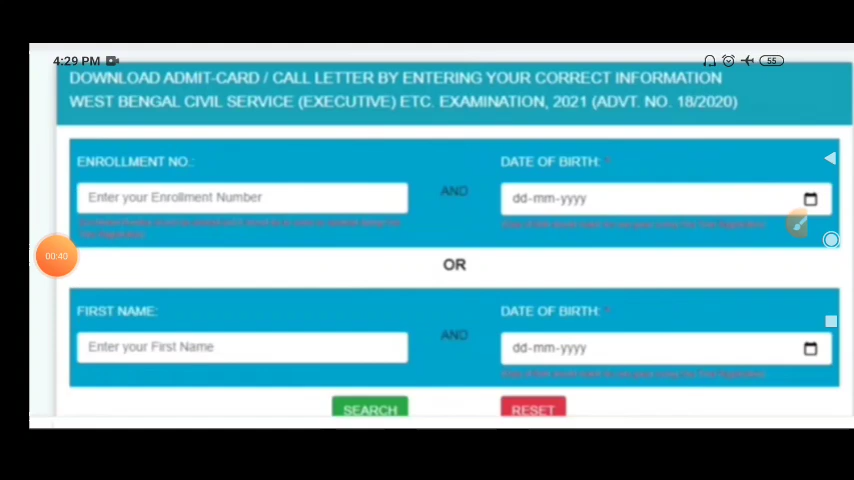 4:29 PM
55
DOWNLOAD ADMIT-CARD / CALL LETTER BY ENTERING YOUR CORRECT INFORMATION
WEST BENGAL CIVIL SERVICE (EXECUTIVE) ETC. EXAMINATION, 2021 (ADVT. NO. 18/2020)
ENROLLMENT NO.:
DATE OF BIRTH: *
Enter your Enrollment Number
AND
dd-mm-yyyy
00:40
OR
FIRST NAME:
DATE OF BIRTH: *
Enter your First Name
AND
dd-mm-yyyy
SEARCH
RESET